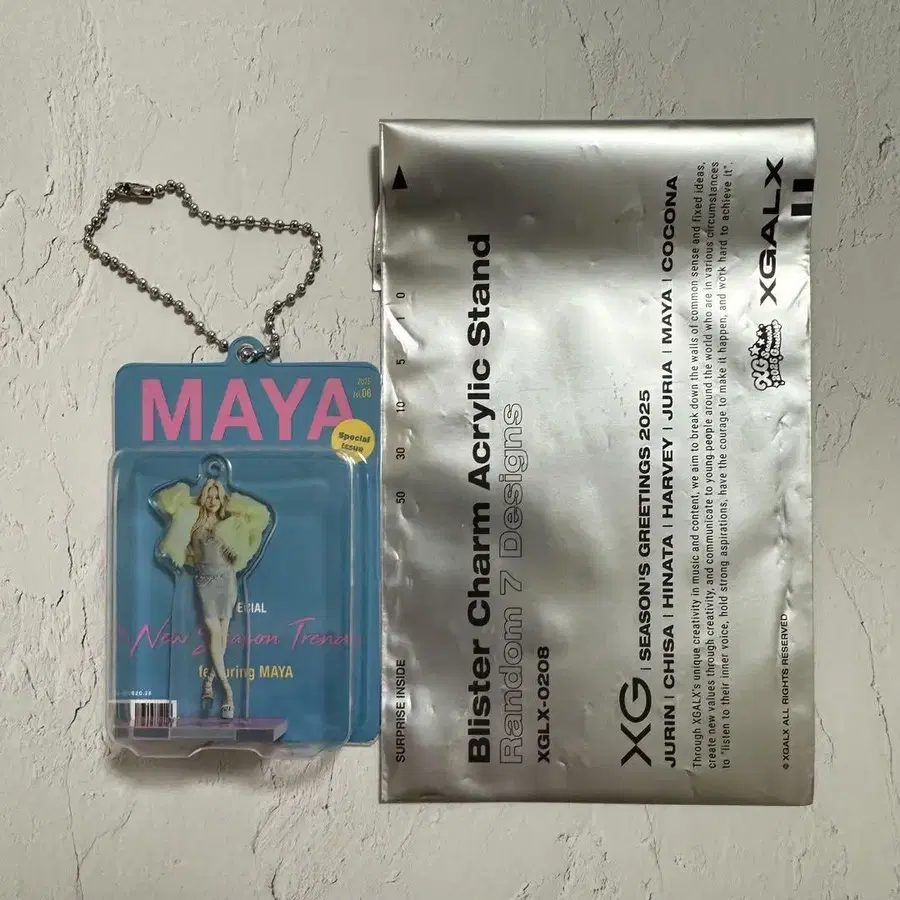 MAYA
2025
Vol.06
Special
Issue
ECIAL
New Season Trends
featuring MAYA
SURPRISE INSIDE
50 30 10 5 1 0
Blister Charm Acrylic Stand
Random 7 Designs
XGLX-0208
XG | SEASON'S GREETINGS 2025
JURIN | CHISA | HINATA | HARVEY | JURIA | MAYA | COCONA
Through XGALX's unique creativity in music and content, we aim to break down the walls of common sense and fixed ideas,
create new values through creativity, and communicate to young people around the world who are in various circumstances
to "listen to their inner voice, hold strong aspirations, have the courage to make it happen, and work hard to achieve it".
© XGALX ALL RIGHTS RESERVED
XGALX